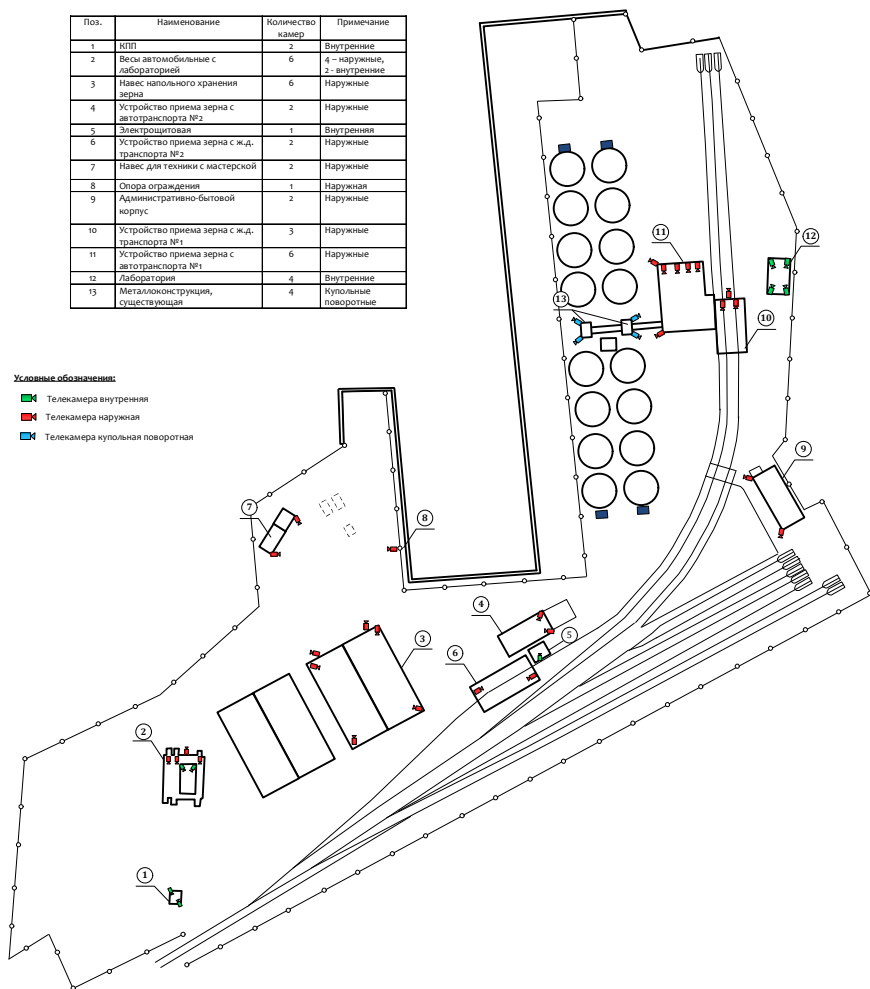 Поз. Наименование Количество Примечание
камер
1 КПП 2 Внутренние
2 Весы автомобильные с 6 4 – наружные,
лабораторией 2 - внутренние
3 Навес напольного хранения 6 Наружные
зерна
4 Устройство приема зерна с 2 Наружные
автотранспорта №2
5 Электрощитовая 1 Внутренняя
6 Устройство приема зерна с ж.д. 2 Наружные
транспорта №2
7 Навес для техники с мастерской 2 Наружные
8 Опора ограждения 1 Наружная
9 Административно-бытовой 2 Наружные
корпус
10 Устройство приема зерна с ж.д. 3 Наружные
транспорта №1
11 Устройство приема зерна с 6 Наружные
автотранспорта №1
12 Лаборатория 4 Внутренние
13 Металлоконструкция, 4 Купольные
существующая поворотные
Условные обозначения:
Телекамера внутренняя
Телекамера наружная
Телекамера купольная поворотная
11
12
13
10
9
7
8
4
5
3
6
2
1